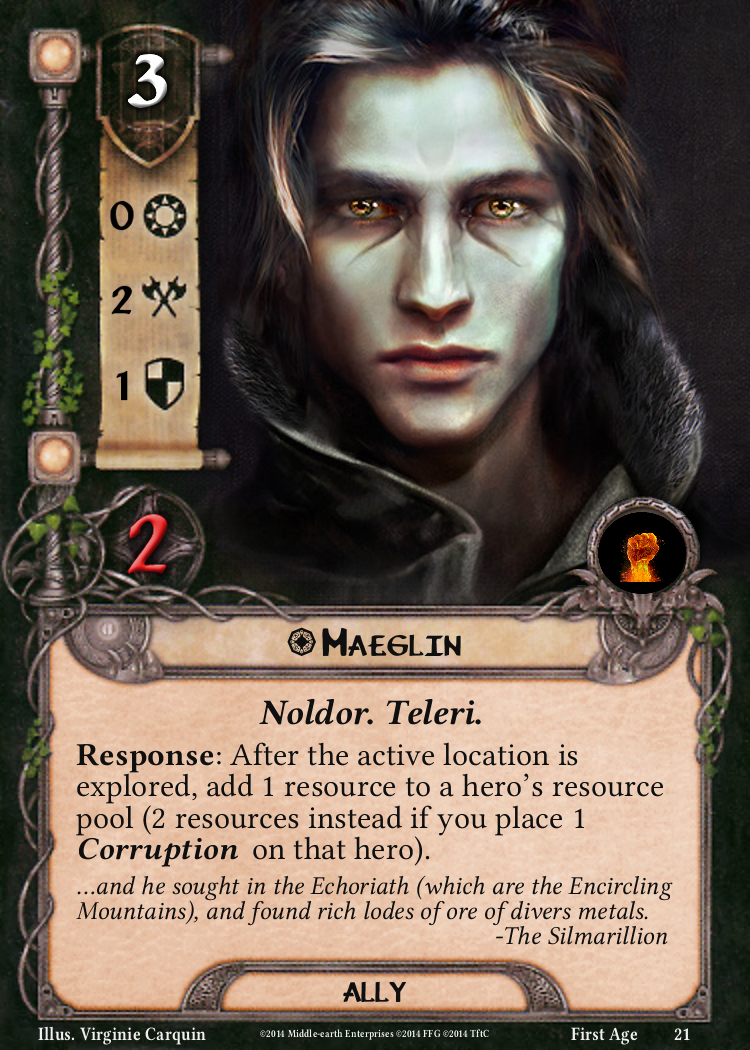 3
0
2
1
2
Maeglin
Noldor. Teleri.
Response: After the active location is
explored, add 1 resource to a hero’s resource
pool (2 resources instead if you place 1
Corruption on that hero).
…and he sought in the Echoriath (which are the Encircling
Mountains), and found rich lodes of ore of divers metals.
-The Silmarillion
ALLY
Illus. Virginie Carquin ©2014 Middle-earth Enterprises ©2014 FFG ©2014 TftC First Age 21